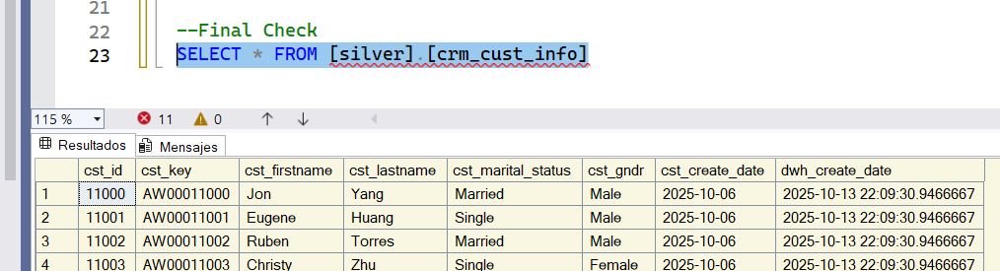 21
22 --Final Check
23 SELECT * FROM [silver].[crm_cust_info]
115 % 11 0
Resultados Mensajes
cst_id cst_key cst_firstname cst_lastname cst_marital_status cst_gndr cst_create_date dwh_create_date
1 11000 AW00011000 Jon Yang Married Male 2025-10-06 2025-10-13 22:09:30.9466667
2 11001 AW00011001 Eugene Huang Single Male 2025-10-06 2025-10-13 22:09:30.9466667
3 11002 AW00011002 Ruben Torres Married Male 2025-10-06 2025-10-13 22:09:30.9466667
4 11003 AW00011003 Christy Zhu Single Female 2025-10-06 2025-10-13 22:09:30.9466667